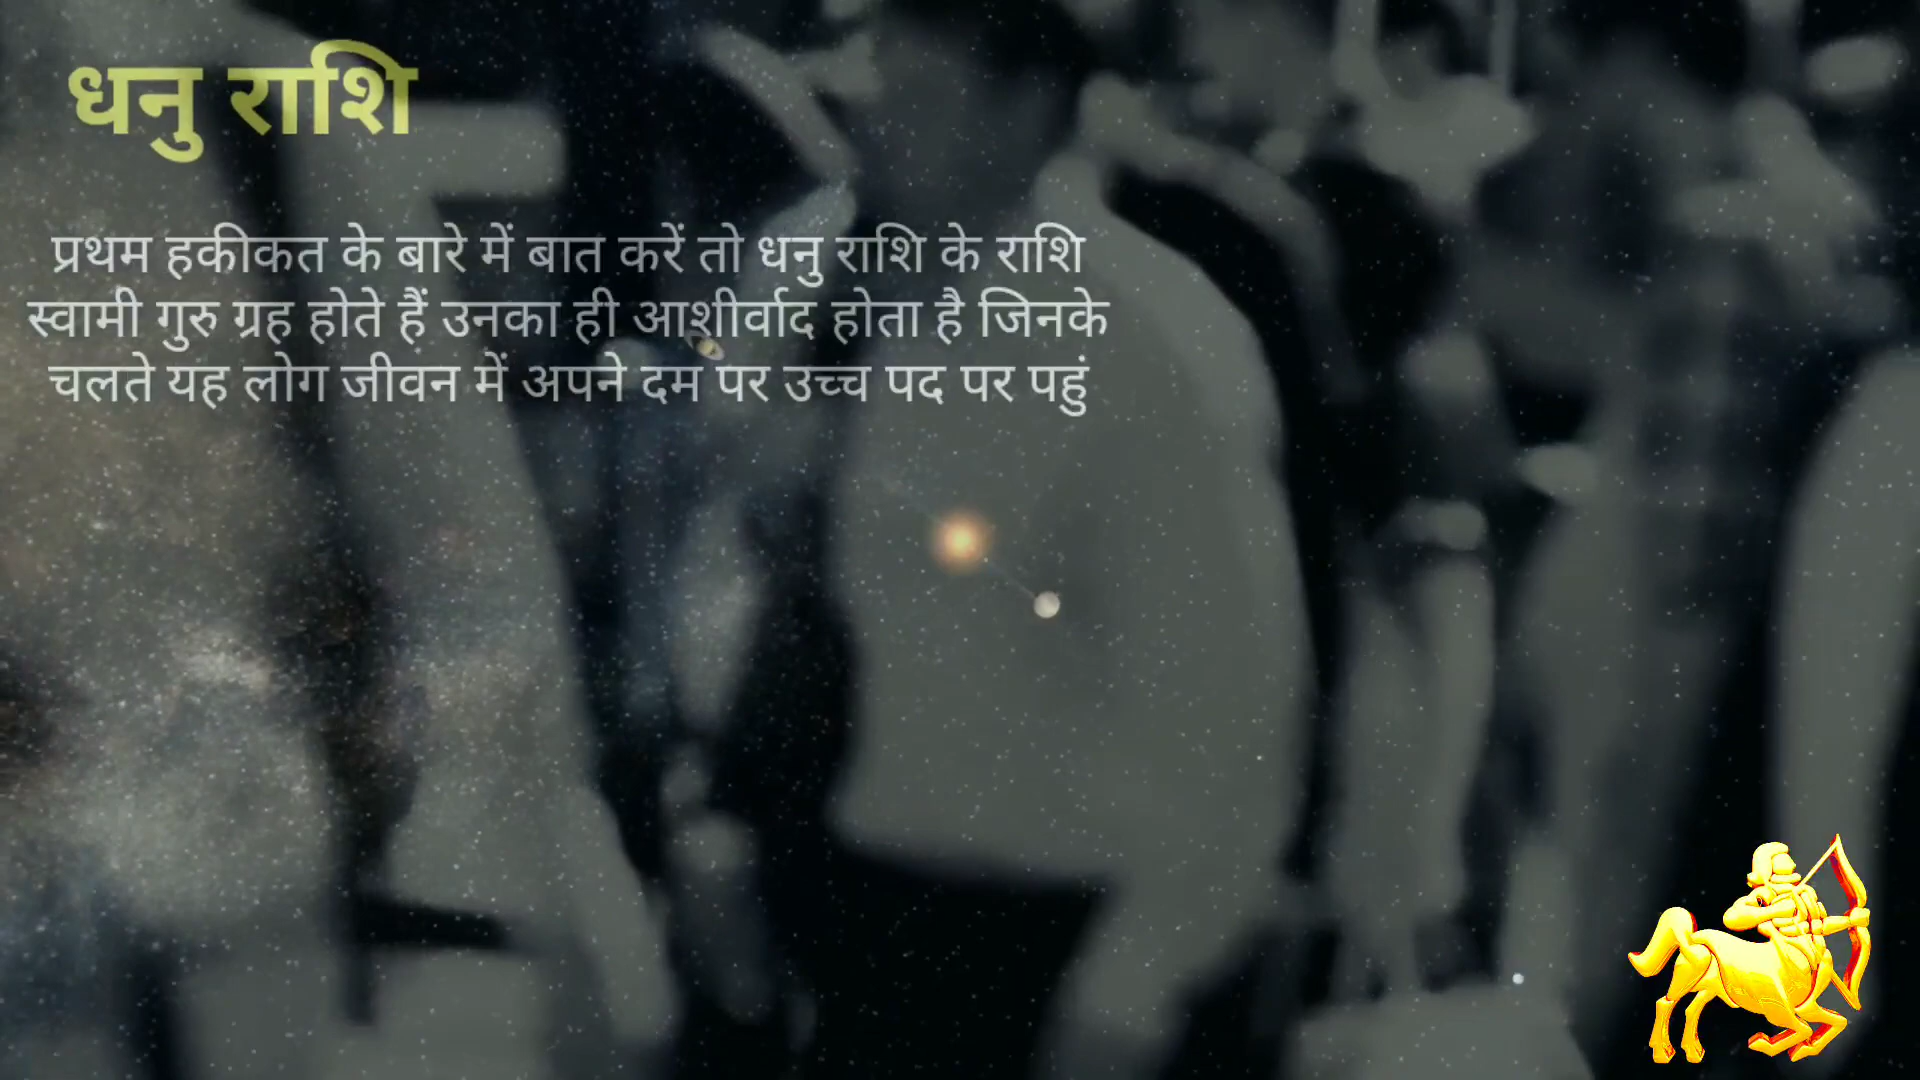 धनु राशि
प्रथम हकीकत के बारे में बात करें तो धनु राशि के राशि
स्वामी गुरु ग्रह होते हैं उनका ही आशीर्वाद होता है जिनके
चलते यह लोग जीवन में अपने दम पर उच्च पद पर पहुं